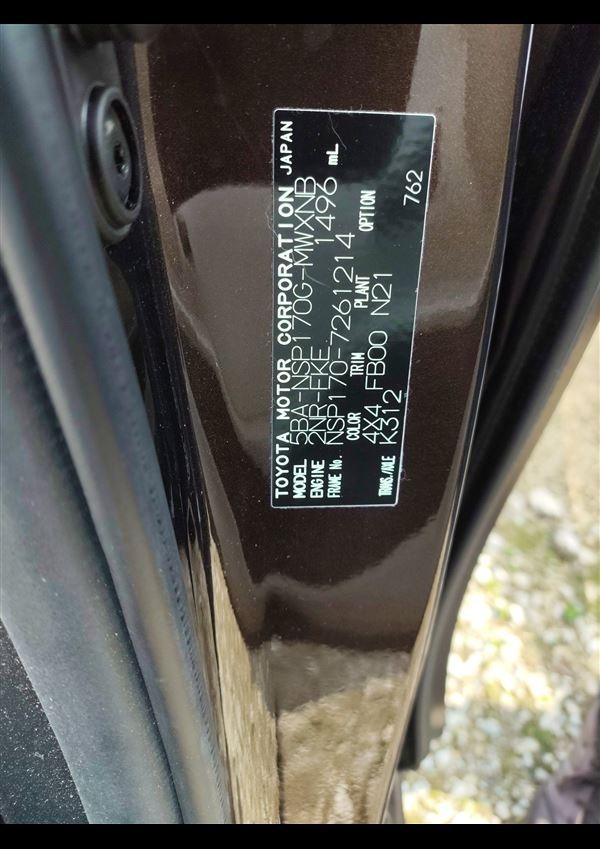 TOYOTA MOTOR CORPORATION JAPAN
MODEL 5BA-NSP170G-MWXNB
ENGINE 2NR-FKE 1496 mL
FRAME No. NSP170-7261214
COLOR TRIM PLANT OPTION
4X4 FB00 N21
TRANS./AXLE K312
762